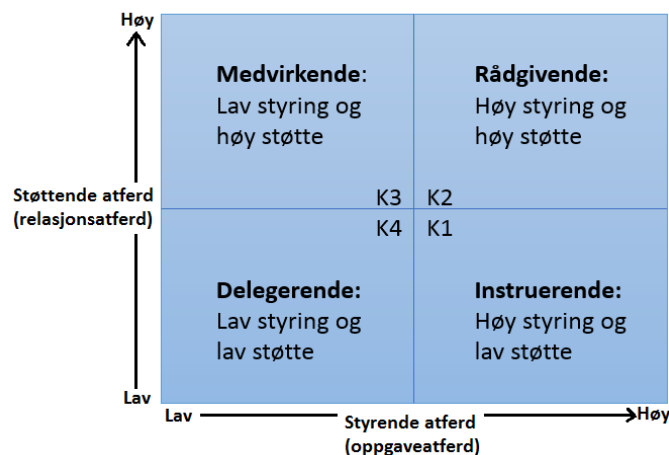 Høy
Medvirkende:
Lav styring og
høy støtte
Rådgivende:
Høy styring og
høy støtte
Støttende atferd
(relasjonsatferd)
K3
K2
K4
K1
Delegerende:
Lav styring og
lav støtte
Instruerende:
Høy styring og
lav støtte
Lav
Lav
Styrende atferd
(oppgaveatferd)
Høy